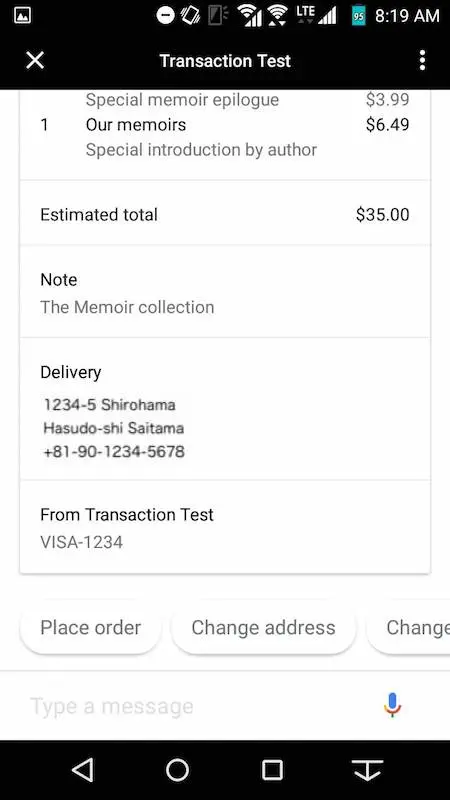 LTE 95 8:19 AM
Transaction Test
Special memoir epilogue $3.99
1 Our memoirs $6.49
Special introduction by author
Estimated total $35.00
Note
The Memoir collection
Delivery
1234-5 Shirohama
Hasudo-shi Saitama
+81-90-1234-5678
From Transaction Test
VISA-1234
Place order Change address Change
Type a message